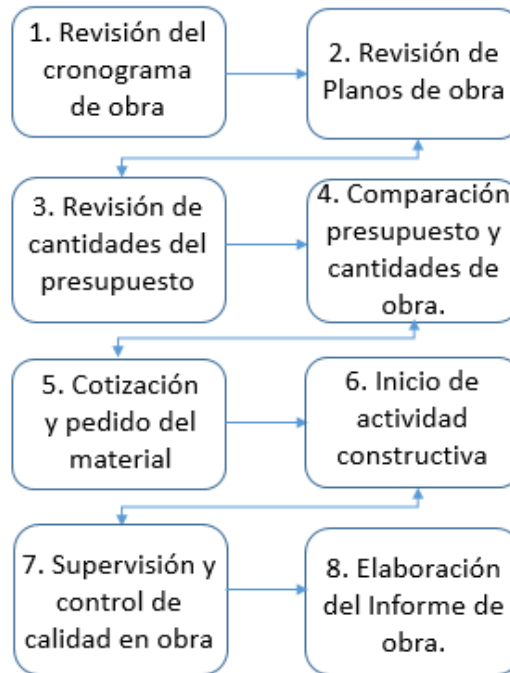 1. Revisión del
cronograma
de obra
2. Revisión de
Planos de obra
3. Revisión de
cantidades del
presupuesto
4. Comparación
presupuesto y
cantidades de
obra.
5. Cotización
y pedido del
material
6. Inicio de
actividad
constructiva
7. Supervisión y
control de
calidad en obra
8. Elaboración
del Informe de
obra.